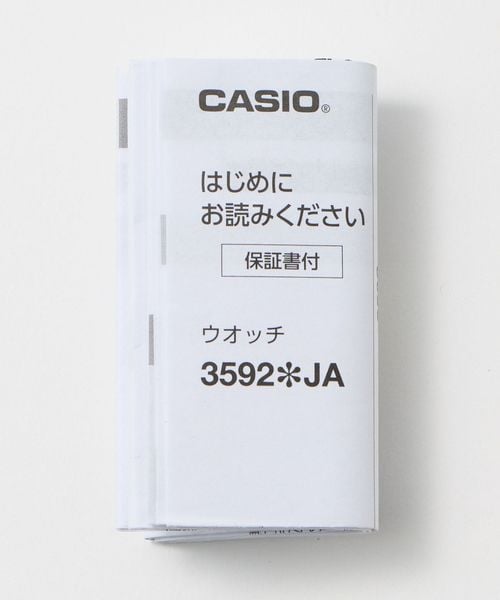 CASIO®
はじめに
お読みください
保証書付
ウオッチ
3592✻JA